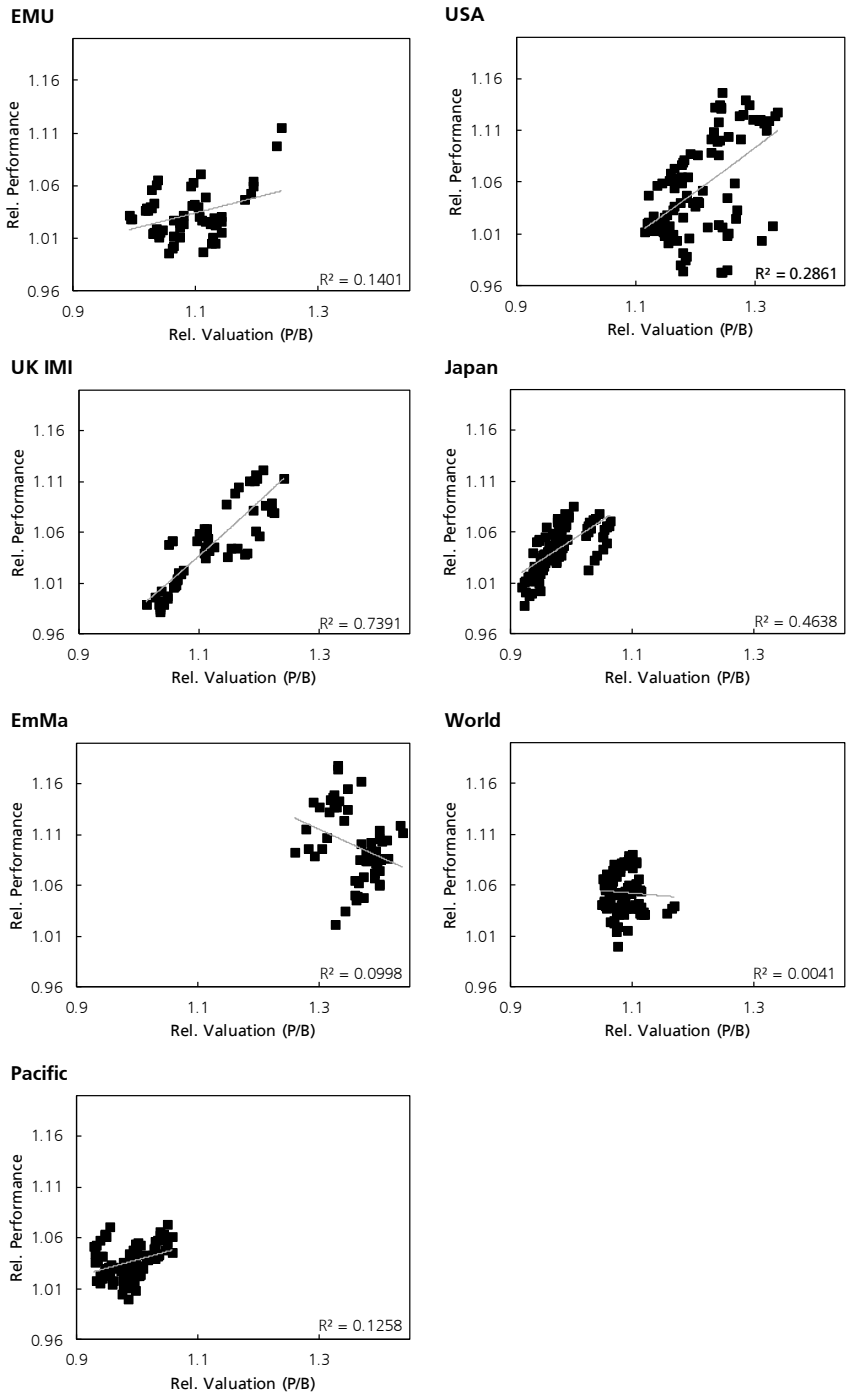 EMU
Rel. Performance
1.16
1.11
1.06
1.01
0.96
R² = 0.1401
0.9
1.1
1.3
Rel. Valuation (P/B)
USA
Rel. Performance
1.16
1.11
1.06
1.01
0.96
R² = 0.2861
0.9
1.1
1.3
Rel. Valuation (P/B)
UK IMI
Rel. Performance
1.16
1.11
1.06
1.01
0.96
R² = 0.7391
0.9
1.1
1.3
Rel. Valuation (P/B)
Japan
Rel. Performance
1.16
1.11
1.06
1.01
0.96
R² = 0.4638
0.9
1.1
1.3
Rel. Valuation (P/B)
EmMa
Rel. Performance
1.16
1.11
1.06
1.01
0.96
R² = 0.0998
0.9
1.1
1.3
Rel. Valuation (P/B)
World
Rel. Performance
1.16
1.11
1.06
1.01
0.96
R² = 0.0041
0.9
1.1
1.3
Rel. Valuation (P/B)
Pacific
Rel. Performance
1.16
1.11
1.06
1.01
0.96
R² = 0.1258
0.9
1.1
1.3
Rel. Valuation (P/B)